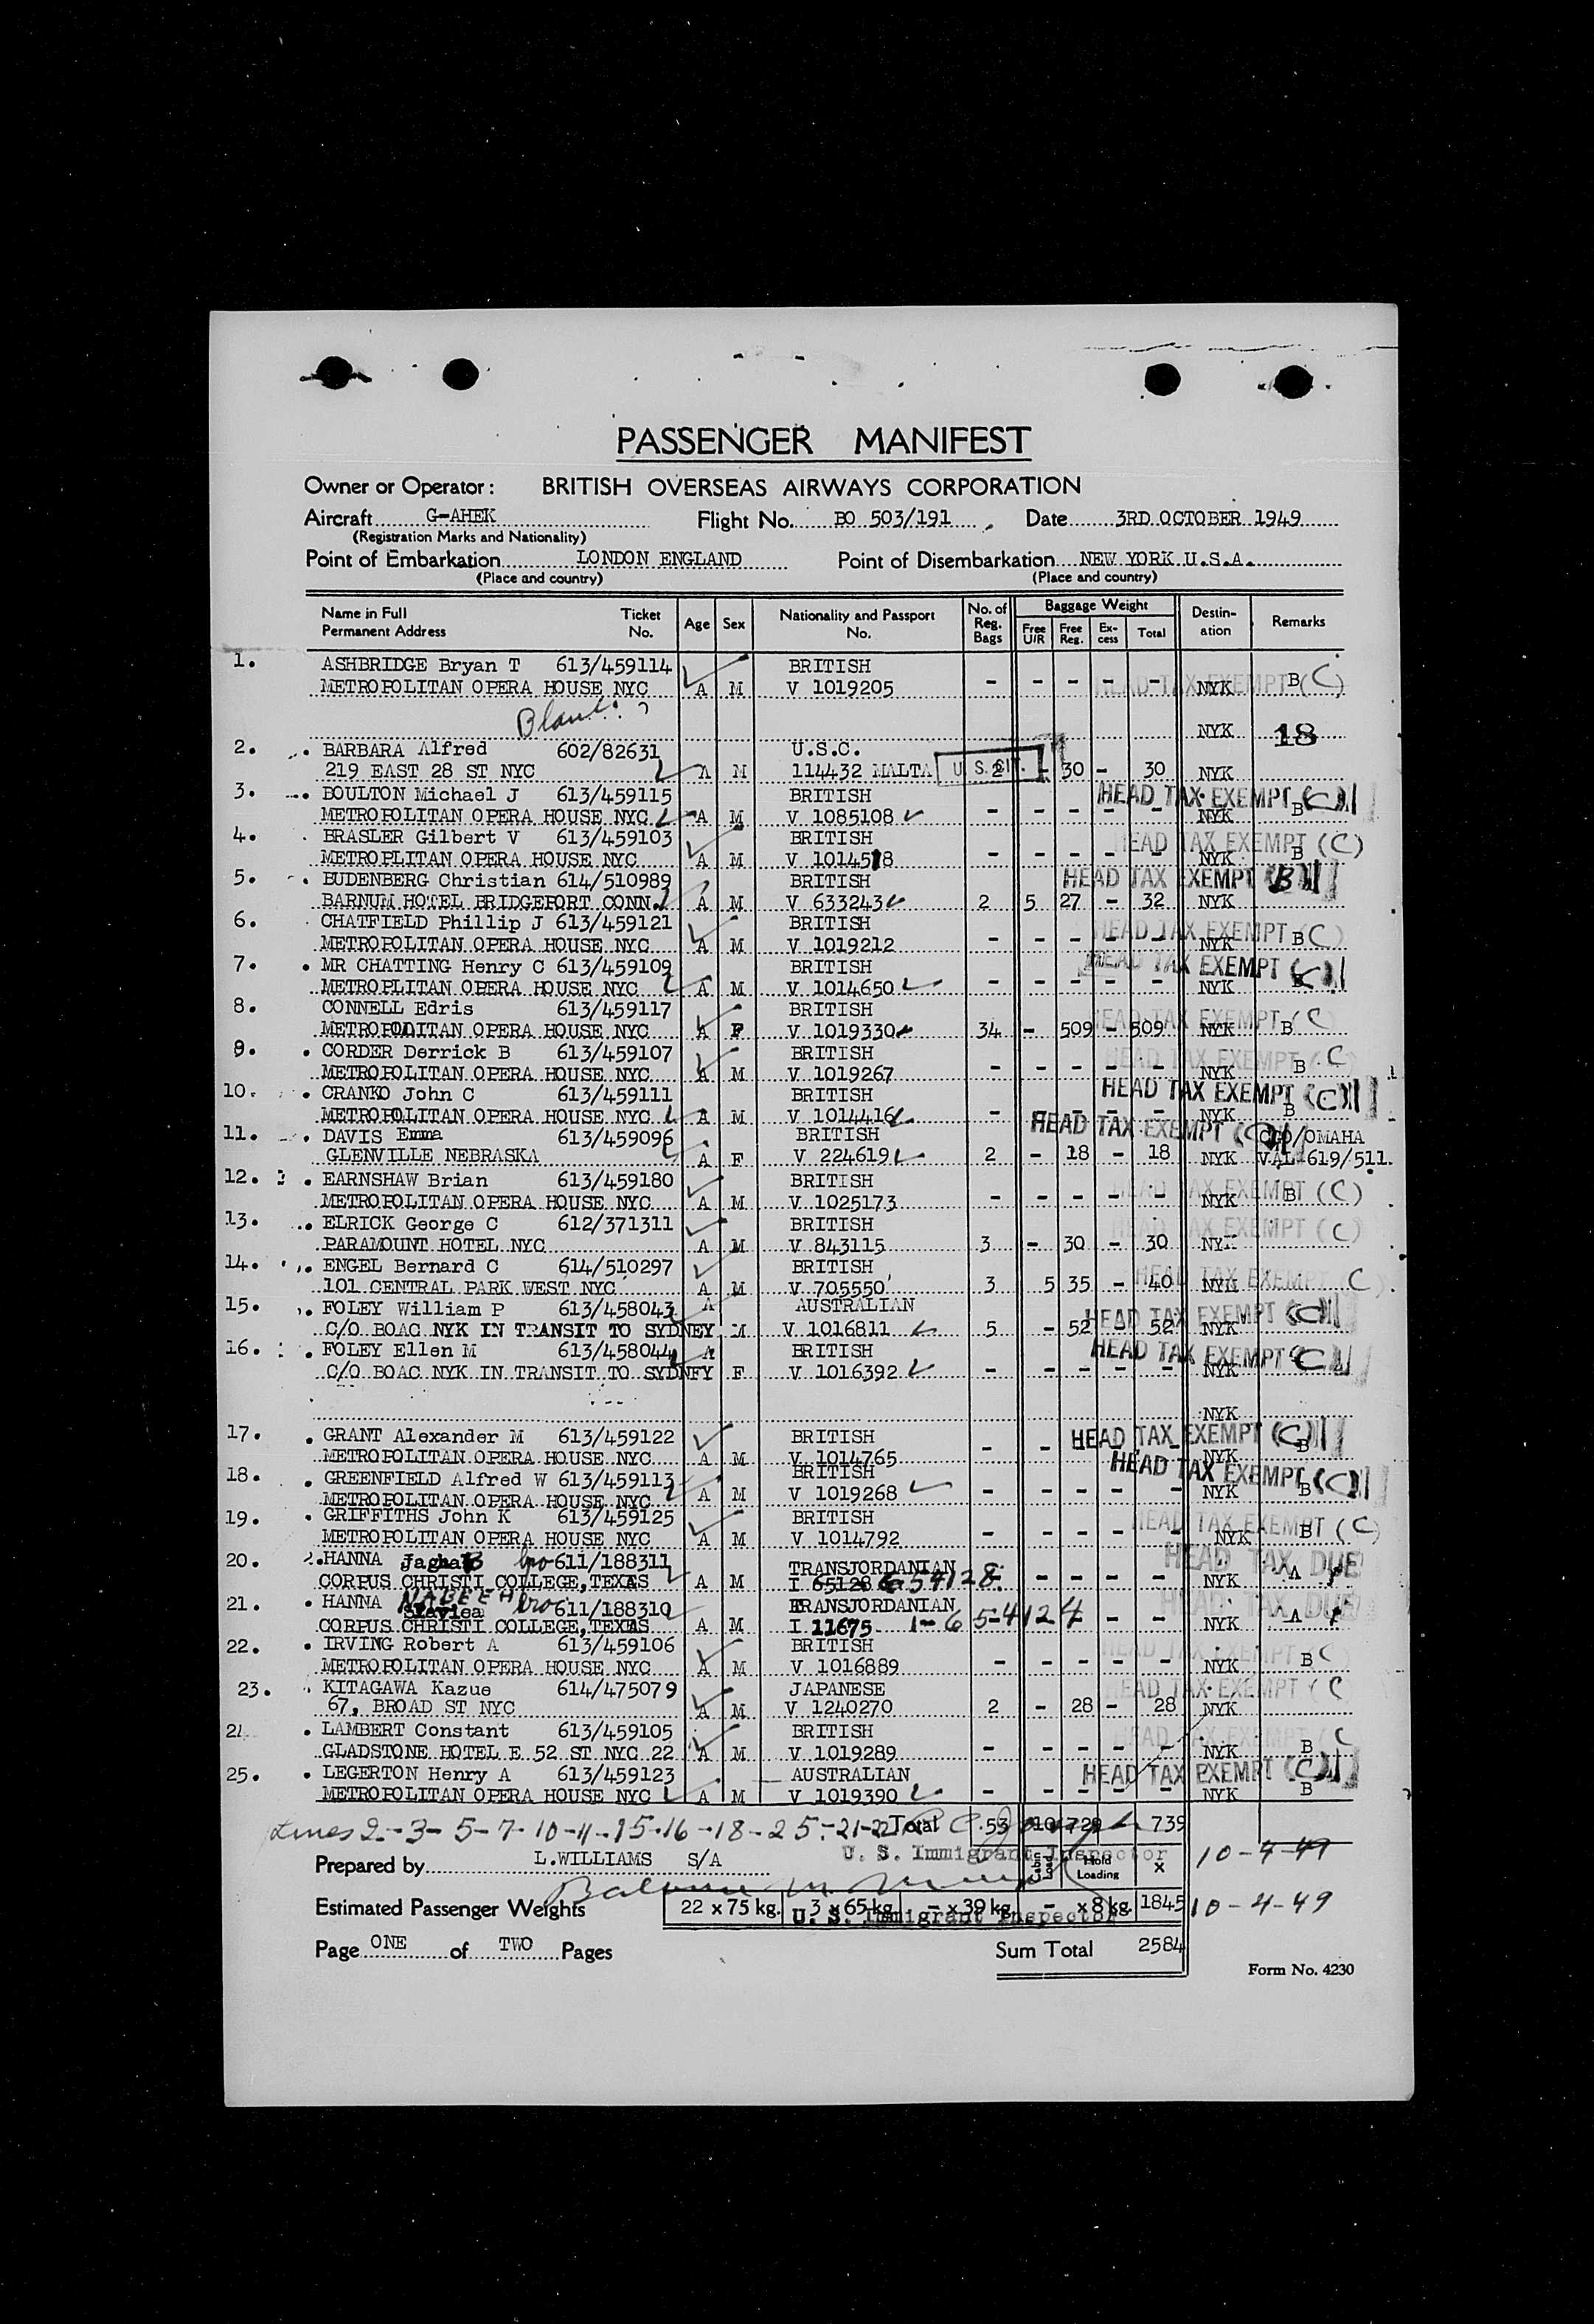 PASSENGER MANIFEST
Owner or Operator: BRITISH OVERSEAS AIRWAYS CORPORATION
Aircraft G-AHEK Flight No. BO 503/191 Date 3RD OCTOBER 1949
(Registration Marks and Nationality)
Point of Embarkation LONDON ENGLAND Point of Disembarkation NEW YORK U.S.A.
(Place and country) (Place and country)
Name in Full Ticket Age Sex Nationality and Passport No. of Baggage Weight Destin- Remarks
Permanent Address No. No. Reg. Bags Free U/R Free Reg. Ex- cess Total ation
1. ASHBRIDGE Bryan T 613/459114 BRITISH
METROPOLITAN OPERA HOUSE NYC A M V 1019205 - - - - - HEAD TAX EXEMPT (C) NYK B
NYK 18
2. BARBARA Alfred 602/82631 U.S.C.
219 EAST 28 ST NYC A M 114432 MALTA U.S. CIT. 2 - 30 - 30 NYK
3. BOULTON Michael J 613/459115 BRITISH HEAD TAX EXEMPT (C)
METROPOLITAN OPERA HOUSE NYC A M V 1085108 - - - - - NYK B
4. BRASLER Gilbert V 613/459103 BRITISH HEAD TAX EXEMPT (C)
METROPLITAN OPERA HOUSE NYC A M V 1014518 - - - - - NYK B
5. BUDENBERG Christian 614/510989 BRITISH HEAD TAX EXEMPT (B)
BARNUM HOTEL BRIDGEPORT CONN. A M V 633243 2 5 27 - 32 NYK
6. CHATFIELD Phillip J 613/459121 BRITISH HEAD TAX EXEMPT (C)
METROPOLITAN OPERA HOUSE NYC A M V 1019212 - - - - - NYK B
7. MR CHATTING Henry C 613/459109 BRITISH HEAD TAX EXEMPT (C)
METROPLITAN OPERA HOUSE NYC A M V 1014650 - - - - - NYK
8. CONNELL Edris 613/459117 BRITISH HEAD TAX EXEMPT (C)
METROPOLITAN OPERA HOUSE NYC A F V 1019330 34 - 509 - 509 NYK B
9. CORDER Derrick B 613/459107 BRITISH HEAD TAX EXEMPT C
METROPOLITAN OPERA HOUSE NYC A M V 1019267 - - - - - NYK B
10. CRANKO John C 613/459111 BRITISH HEAD TAX EXEMPT (C)
METROPOLITAN OPERA HOUSE NYC A M V 1014416 - - - - - NYK B
11. DAVIS Emma 613/459096 BRITISH HEAD TAX EXEMPT /OMAHA
GLENVILLE NEBRASKA A F V 224619 2 - 18 - 18 NYK VAL 619/511.
12. EARNSHAW Brian 613/459180 BRITISH HEAD TAX EXEMPT (C)
METROPOLITAN OPERA HOUSE NYC A M V 1025173 - - - - - NYK B
13. ELRICK George C 612/371311 BRITISH HEAD TAX EXEMPT (C)
PARAMOUNT HOTEL NYC A M V 843115 3 - 30 - 30 NYK
14. ENGEL Bernard C 614/510297 BRITISH HEAD TAX EXEMPT C
101 CENTRAL PARK WEST NYC A M V 705550 3 5 35 - 40 NYK
15. FOLEY William P 613/458043 A AUSTRALIAN HEAD TAX EXEMPT (C)
C/O BOAC NYK IN TRANSIT TO SYDNEY M V 1016811 5 - 52 - 52 NYK
16. FOLEY Ellen M 613/458044 A BRITISH HEAD TAX EXEMPT C
C/O BOAC NYK IN TRANSIT TO SYDNEY F V 1016392 - - - - - NYK
NYK
17. GRANT Alexander M 613/459122 BRITISH HEAD TAX EXEMPT (C)
METROPOLITAN OPERA HOUSE NYC A M V 1014765 - - NYK B
18. GREENFIELD Alfred W 613/459113 BRITISH HEAD TAX EXEMPT (C)
METROPOLITAN OPERA HOUSE NYC A M V 1019268 - - - - - NYK B
19. GRIFFITHS John K 613/459125 BRITISH HEAD TAX EXEMPT (C)
METROPOLITAN OPERA HOUSE NYC A M V 1014792 - - - - - NYK B
20. HANNA 611/188311 TRANSJORDANIAN HEAD TAX DUE
CORPUS CHRISTI COLLEGE, TEXAS A M I 65128 - - - - NYK A
21. HANNA NABEEH 611/188310 TRANSJORDANIAN HEAD TAX DUE
CORPUS CHRISTI COLLEGE, TEXAS A M I 11675 1-654124 - - NYK A
22. IRVING Robert A 613/459106 BRITISH HEAD TAX EXEMPT C
METROPOLITAN OPERA HOUSE NYC A M V 1016889 - - - - - NYK B
23. KITAGAWA Kazue 614/475079 JAPANESE HEAD TAX EXEMPT (C
67, BROAD ST NYC A M V 1240270 2 - 28 - 28 NYK
LAMBERT Constant 613/459105 BRITISH HEAD TAX EXEMPT C
GLADSTONE HOTEL E 52 ST NYC 22 A M V 1019289 - - - - - NYK B
25. LEGERTON Henry A 613/459123 AUSTRALIAN HEAD TAX EXEMPT (C)
METROPOLITAN OPERA HOUSE NYC A M V 1019390 - - - - - NYK B
Lines 2-3-5-7-10-11-15-16-18-25-21- Total 53 10 729 739
U. S. Immigrant Inspector 10-4-49
Prepared by L.WILLIAMS S/A Cabin Load Hold Loading x
Estimated Passenger Weights 22 x 75 kg. 3 x 65 kg. - x 39 kg. - x 8 kg. 1845 10-4-49
U. S. Immigrant Inspector
Page ONE of TWO Pages Sum Total 2584
Form No. 4230